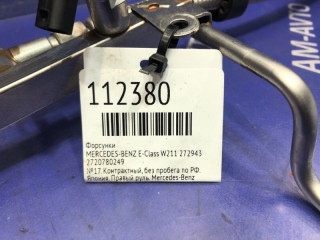 112380
Форсунки
MERCEDES-BENZ E-Class W211 272943
2720780249
№17. Контрактный, без пробега по РФ.
Япония. Правый руль. Mercedes-Benz
AM-AVTO